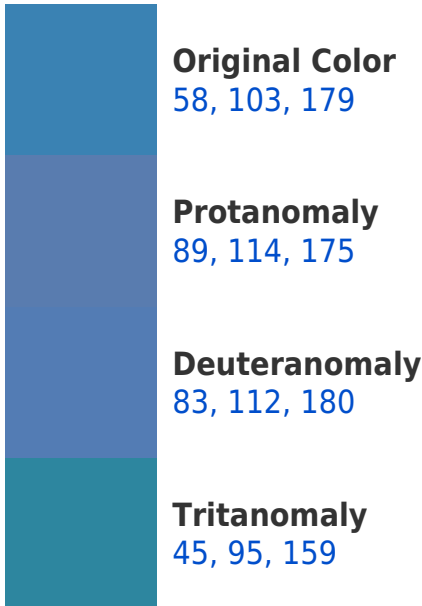 Original Color
58, 103, 179
Protanomaly
89, 114, 175
Deuteranomaly
83, 112, 180
Tritanomaly
45, 95, 159